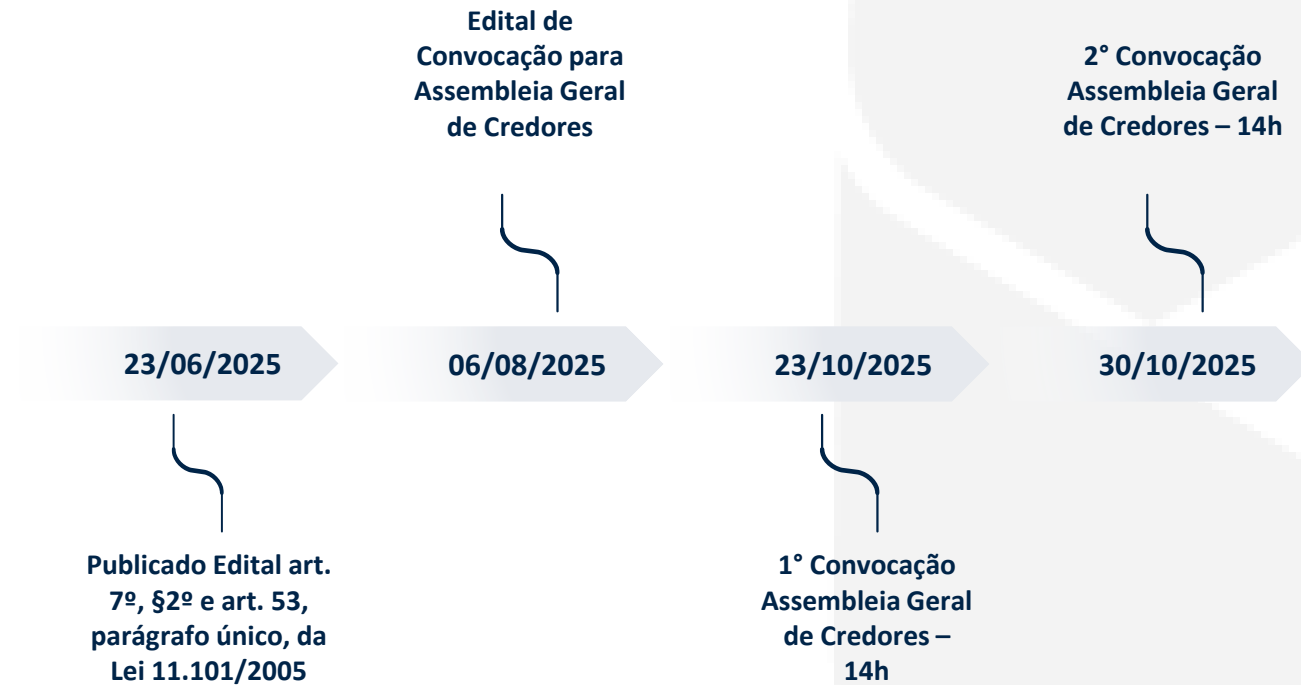 Edital de
Convocação para
Assembleia Geral
de Credores
2° Convocação
Assembleia Geral
de Credores – 14h
23/06/2025
06/08/2025
23/10/2025
30/10/2025
Publicado Edital art.
7º, §2º e art. 53,
parágrafo único, da
Lei 11.101/2005
1° Convocação
Assembleia Geral
de Credores –
14h